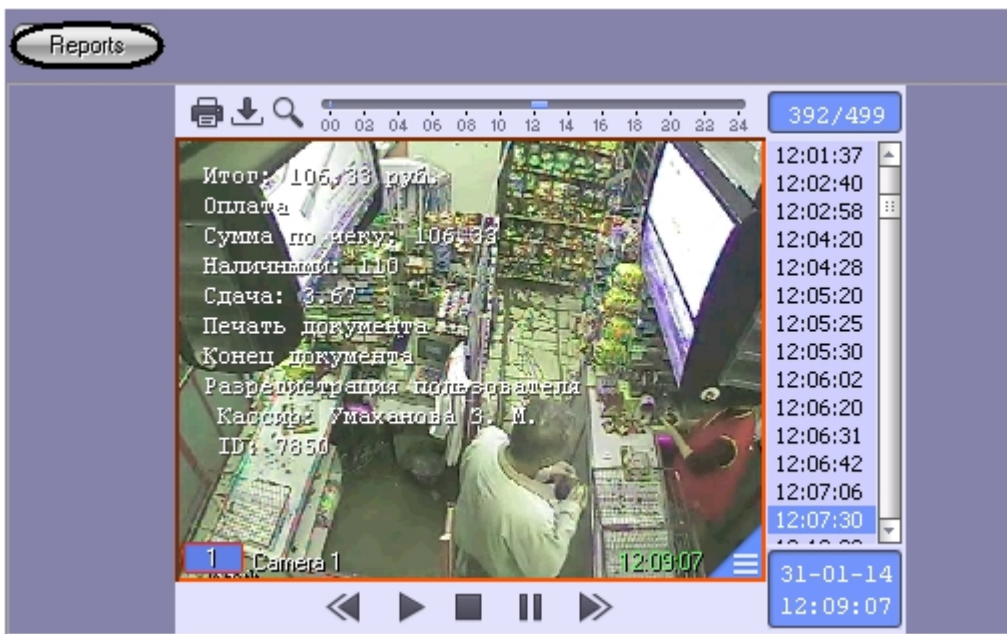 Reports
00 02 04 06 08 10 12 14 16 18 20 22 24
392/499
Итог: 106,33 руб.
Оплата
Сумма по чеку: 106,33
Наличными: 110
Сдача: 3.67
Печать документа
Конец документа
Разрегистрация пользователя
Кассир: Умаханова З. М.
ID: 7850
1 Camera 1 12:09:07
12:01:37
12:02:40
12:02:58
12:04:20
12:04:28
12:05:20
12:05:25
12:05:30
12:06:02
12:06:20
12:06:31
12:06:42
12:07:06
12:07:30
31-01-14
12:09:07